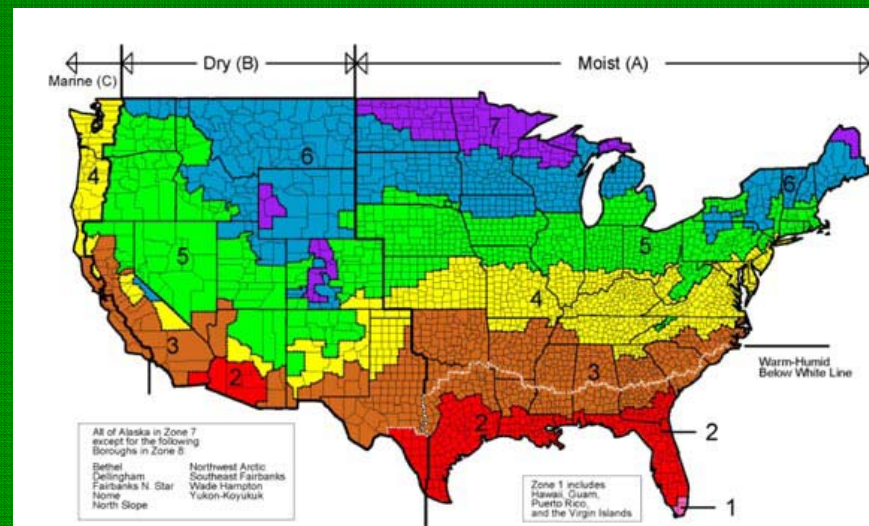 Marine (C)
Dry (B)
Moist (A)
7
6
6
4
5
5
4
3
3
2
2
2
1
Warm-Humid
Below White Line
All of Alaska in Zone 7
except for the following
Boroughs in Zone 8:
Bethel Northwest Arctic
Dellingham Southeast Fairbanks
Fairbanks N. Star Wade Hampton
Nome Yukon-Koyukuk
North Slope
Zone 1 includes
Hawaii, Guam,
Puerto Rico,
and the Virgin Islands